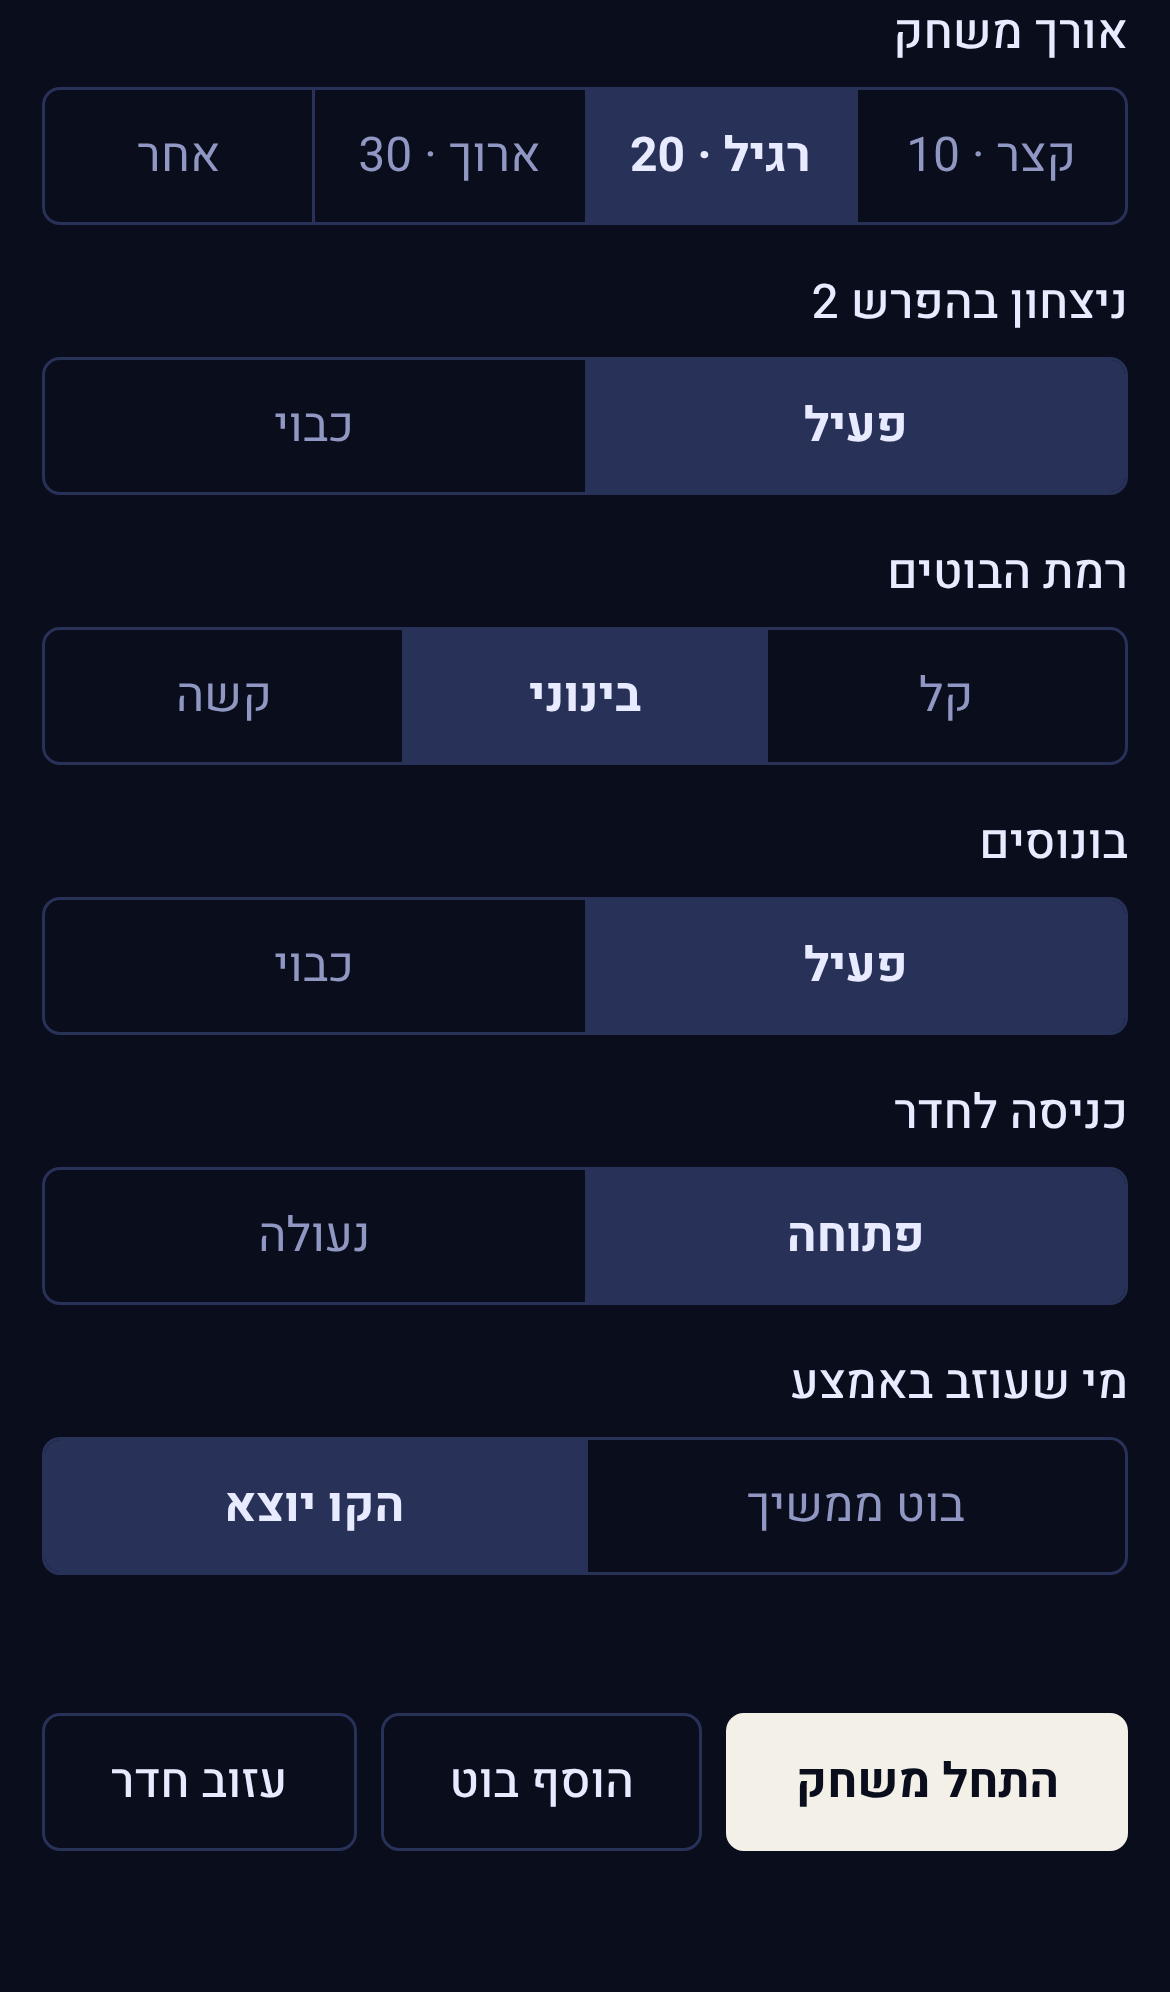 אורך משחק
קצר · 10 רגיל · 20 ארוך · 30 אחר
ניצחון בהפרש 2
פעיל כבוי
רמת הבוטים
קל בינוני קשה
בונוסים
פעיל כבוי
כניסה לחדר
פתוחה נעולה
מי שעוזב באמצע
בוט ממשיך הקו יוצא
התחל משחק הוסף בוט עזוב חדר